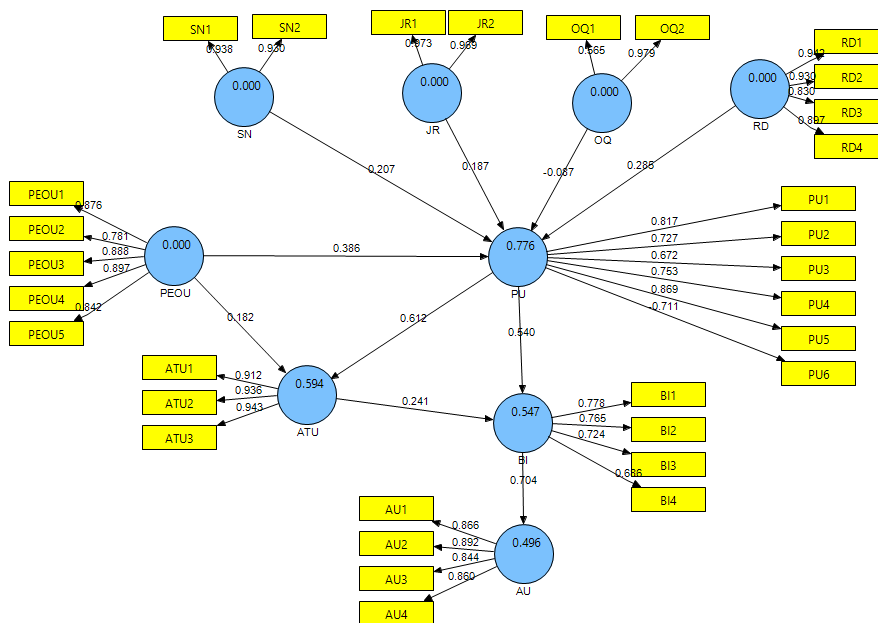 SN1
SN2
0.938
0.930
0.000
SN
JR1
JR2
0.973
0.969
0.000
JR
OQ1
OQ2
0.565
0.979
0.000
OQ
RD1
RD2
RD3
RD4
0.942
0.930
0.830
0.897
0.000
RD
0.207
0.187
-0.087
0.285
PEOU1
PEOU2
PEOU3
PEOU4
PEOU5
0.876
0.781
0.888
0.897
0.842
0.000
PEOU
0.386
0.182
0.776
PU
0.817
0.727
0.672
0.753
0.869
-0.711
PU1
PU2
PU3
PU4
PU5
PU6
0.612
0.540
ATU1
ATU2
ATU3
0.912
0.936
0.943
0.594
ATU
0.241
0.547
BI
0.778
0.765
0.724
0.686
BI1
BI2
BI3
BI4
0.704
AU1
AU2
AU3
AU4
0.866
0.892
0.844
0.860
0.496
AU